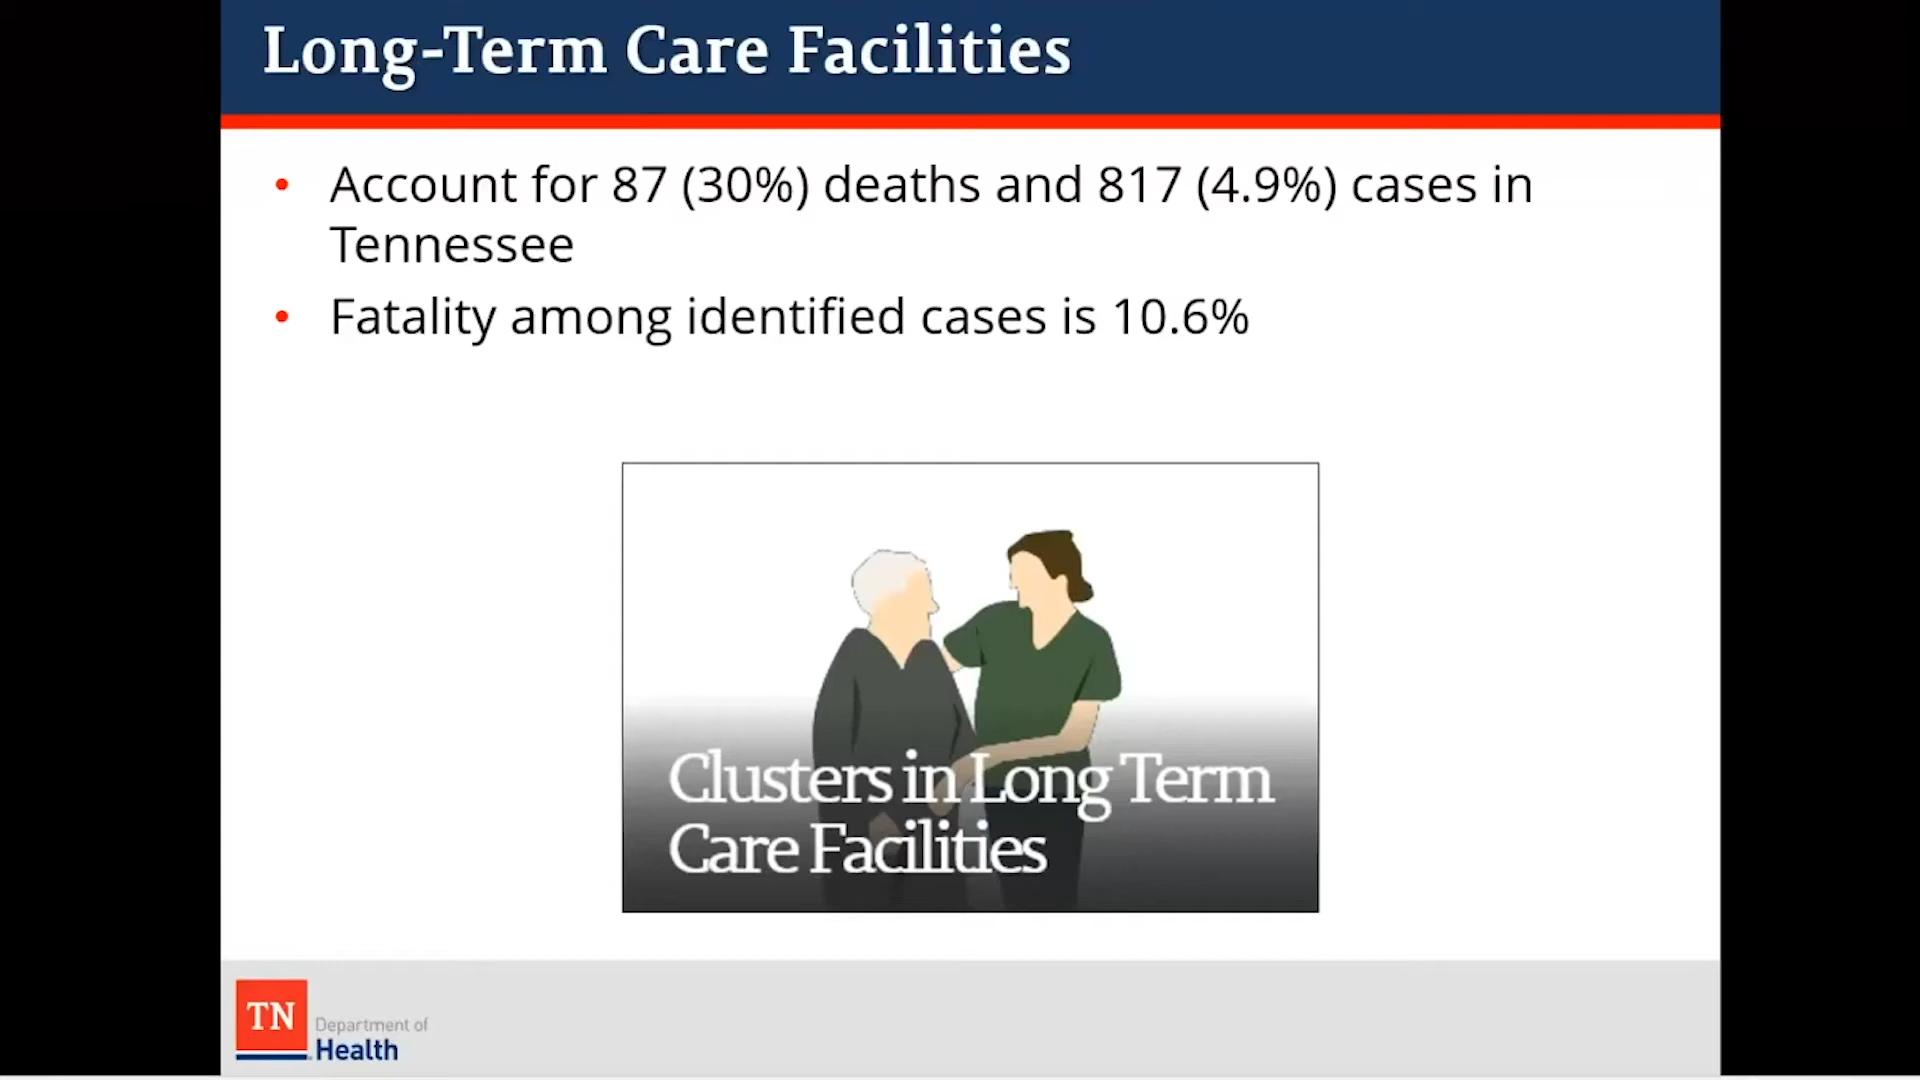 Long-Term Care Facilities
• Account for 87 (30%) deaths and 817 (4.9%) cases in
Tennessee
• Fatality among identified cases is 10.6%
Clusters in Long Term
Care Facilities
TN
Department of
Health